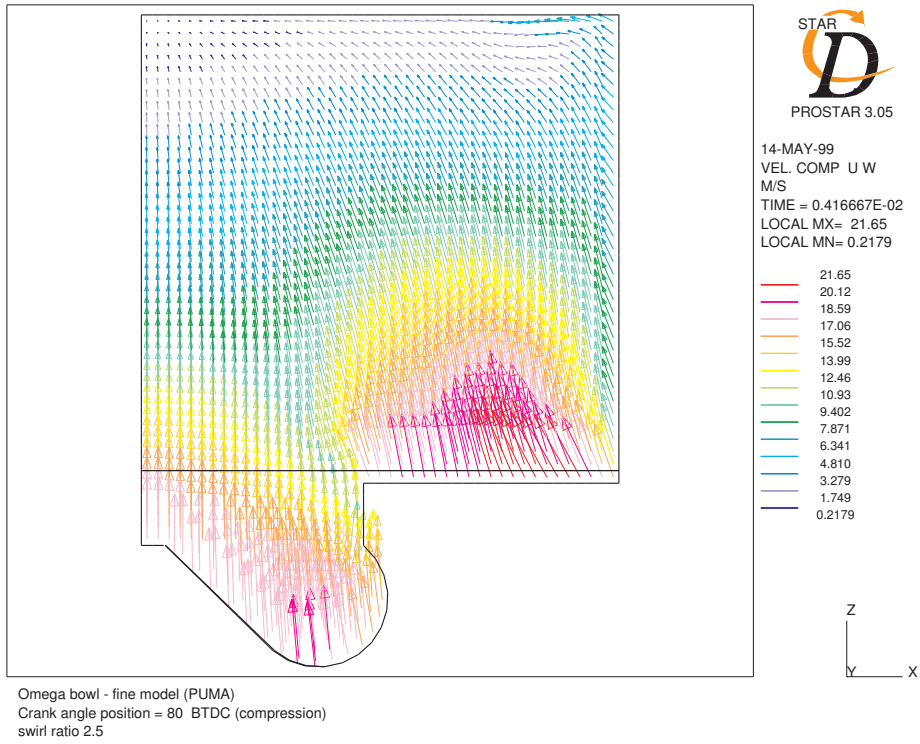 STAR
D
PROSTAR 3.05
14-MAY-99
VEL. COMP U W
M/S
TIME = 0.416667E-02
LOCAL MX= 21.65
LOCAL MN= 0.2179
21.65
20.12
18.59
17.06
15.52
13.99
12.46
10.93
9.402
7.871
6.341
4.810
3.279
1.749
0.2179
Z
Y
X
Omega bowl - fine model (PUMA)
Crank angle position = 80 BTDC (compression)
swirl ratio 2.5